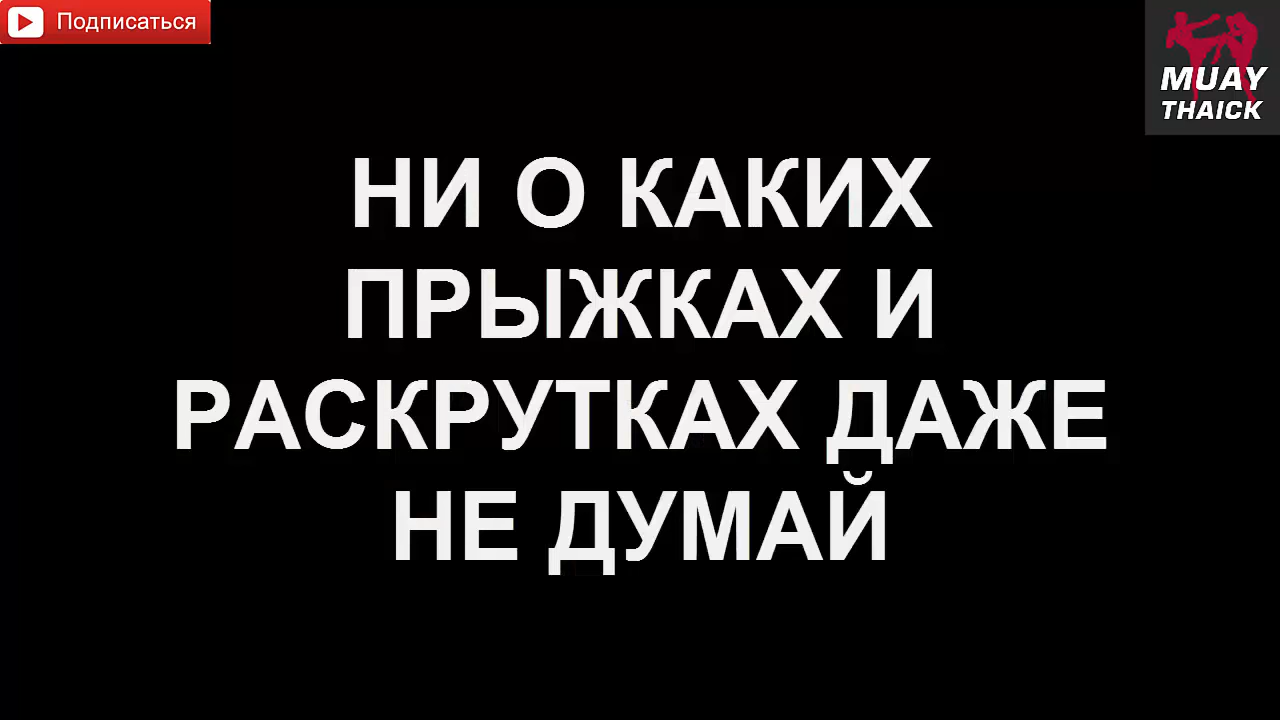 Подписаться
MUAY
THAICK
НИ О КАКИХ
ПРЫЖКАХ И
РАСКРУТКАХ ДАЖЕ
НЕ ДУМАЙ